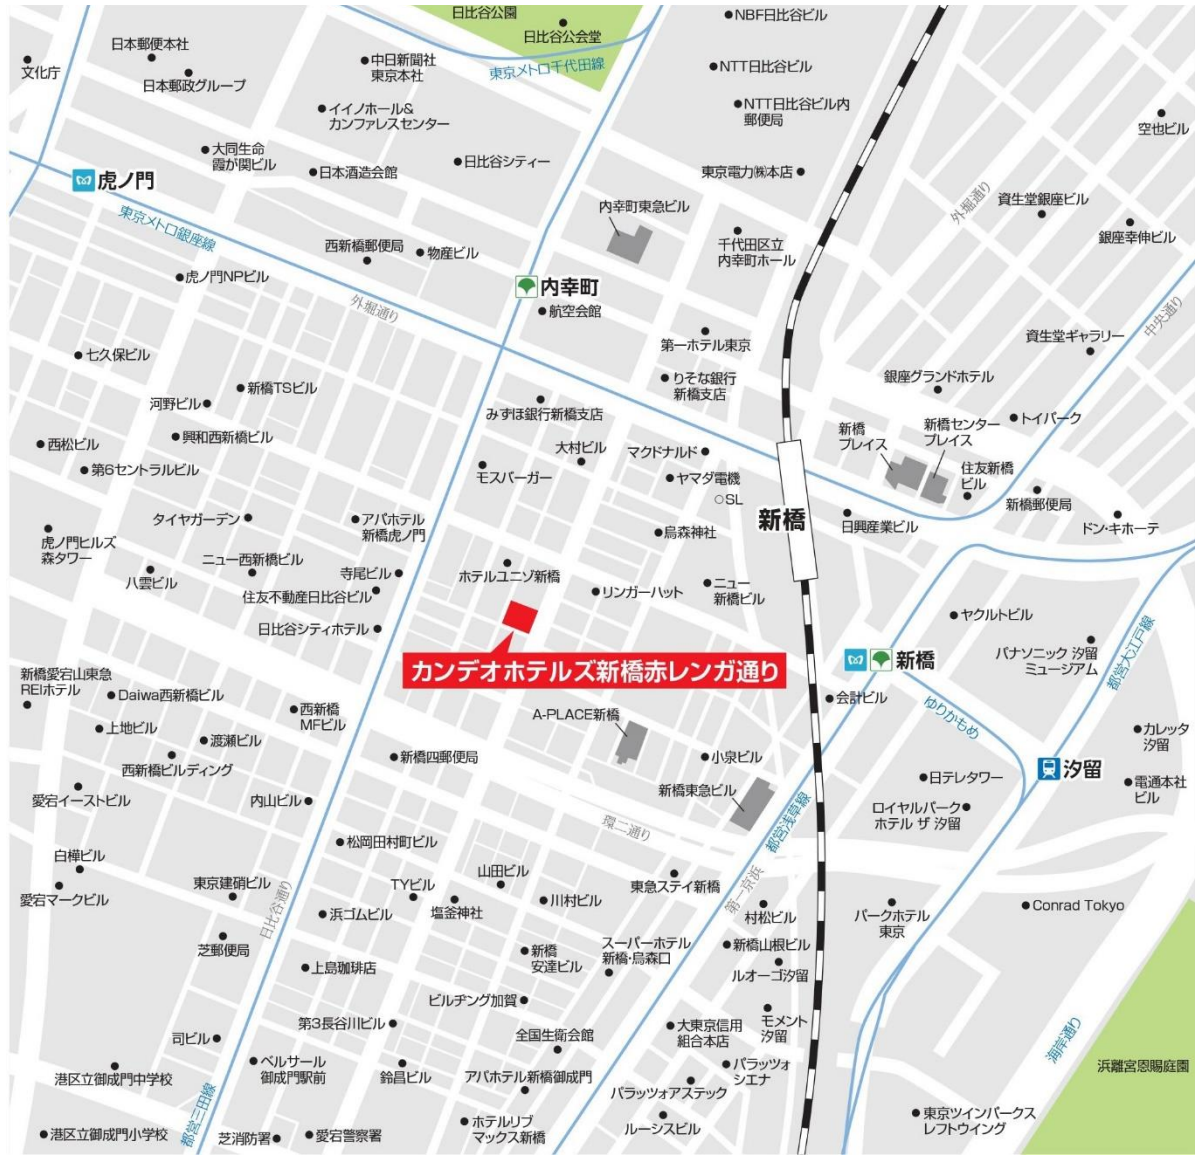 日比谷公園
日比谷公会堂
NBF日比谷ビル
日本郵便本社
文化庁
日本郵政グループ
中日新聞社
東京本社
東京メトロ千代田線
NTT日比谷ビル
イイノホール&
カンファレスセンター
NTT日比谷ビル内
郵便局
空也ビル
大同生命
霞が関ビル
日本酒造会館
日比谷シティー
東京電力㈱本店
虎ノ門
東京メトロ銀座線
内幸町東急ビル
外堀通り
資生堂銀座ビル
西新橋郵便局
物産ビル
千代田区立
内幸町ホール
銀座幸伸ビル
虎ノ門NPビル
内幸町
航空会館
外堀通り
中央通り
七久保ビル
第一ホテル東京
資生堂ギャラリー
新橋TSビル
りそな銀行
新橋支店
銀座グランドホテル
河野ビル
みずほ銀行新橋支店
トイパーク
西松ビル
興和西新橋ビル
新橋
プレイス
新橋センター
プレイス
第6セントラルビル
大村ビル
マクドナルド
モスバーガー
ヤマダ電機
住友新橋
ビル
SL
新橋郵便局
タイヤガーデン
アパホテル
新橋虎ノ門
新橋
日興産業ビル
ドン・キホーテ
虎ノ門ヒルズ
森タワー
烏森神社
ニュー西新橋ビル
寺尾ビル
ホテルユニゾ新橋
八雲ビル
住友不動産日比谷ビル
リンガーハット
ニュー
新橋ビル
日比谷シティホテル
ヤクルトビル
都営大江戸線
パナソニック 汐留
ミュージアム
カンデオホテルズ新橋赤レンガ通り
新橋
新橋愛宕山東急
REIホテル
Daiwa西新橋ビル
西新橋
MFビル
会計ビル
ゆりかもめ
上地ビル
渡瀬ビル
A-PLACE新橋
カレッタ
汐留
西新橋ビルディング
新橋四郵便局
小泉ビル
汐留
日テレタワー
愛宕イーストビル
内山ビル
新橋東急ビル
電通本社
ビル
ロイヤルパーク
ホテル ザ 汐留
都営浅草線
環二通り
松岡田村町ビル
白樺ビル
山田ビル
東急ステイ新橋
第一京浜
愛宕マークビル
東京建硝ビル
TYビル
塩釜神社
川村ビル
日比谷通り
浜ゴムビル
村松ビル
パークホテル
東京
Conrad Tokyo
芝郵便局
新橋
安達ビル
スーパーホテル
新橋・烏森口
新橋山根ビル
上島珈琲店
ルオーゴ汐留
ビルヂング加賀
第3長谷川ビル
全国生衛会館
大東京信用
組合本店
モメント
汐留
海岸通り
司ビル
ベルサール
御成門駅前
鈴昌ビル
アパホテル新橋御成門
パラッツォ
シエナ
浜離宮恩賜庭園
港区立御成門中学校
パラッツォアステック
都営三田線
ホテルリブ
マックス新橋
ルーシスビル
東京ツインパークス
レフトウイング
港区立御成門小学校
芝消防署
愛宕警察署